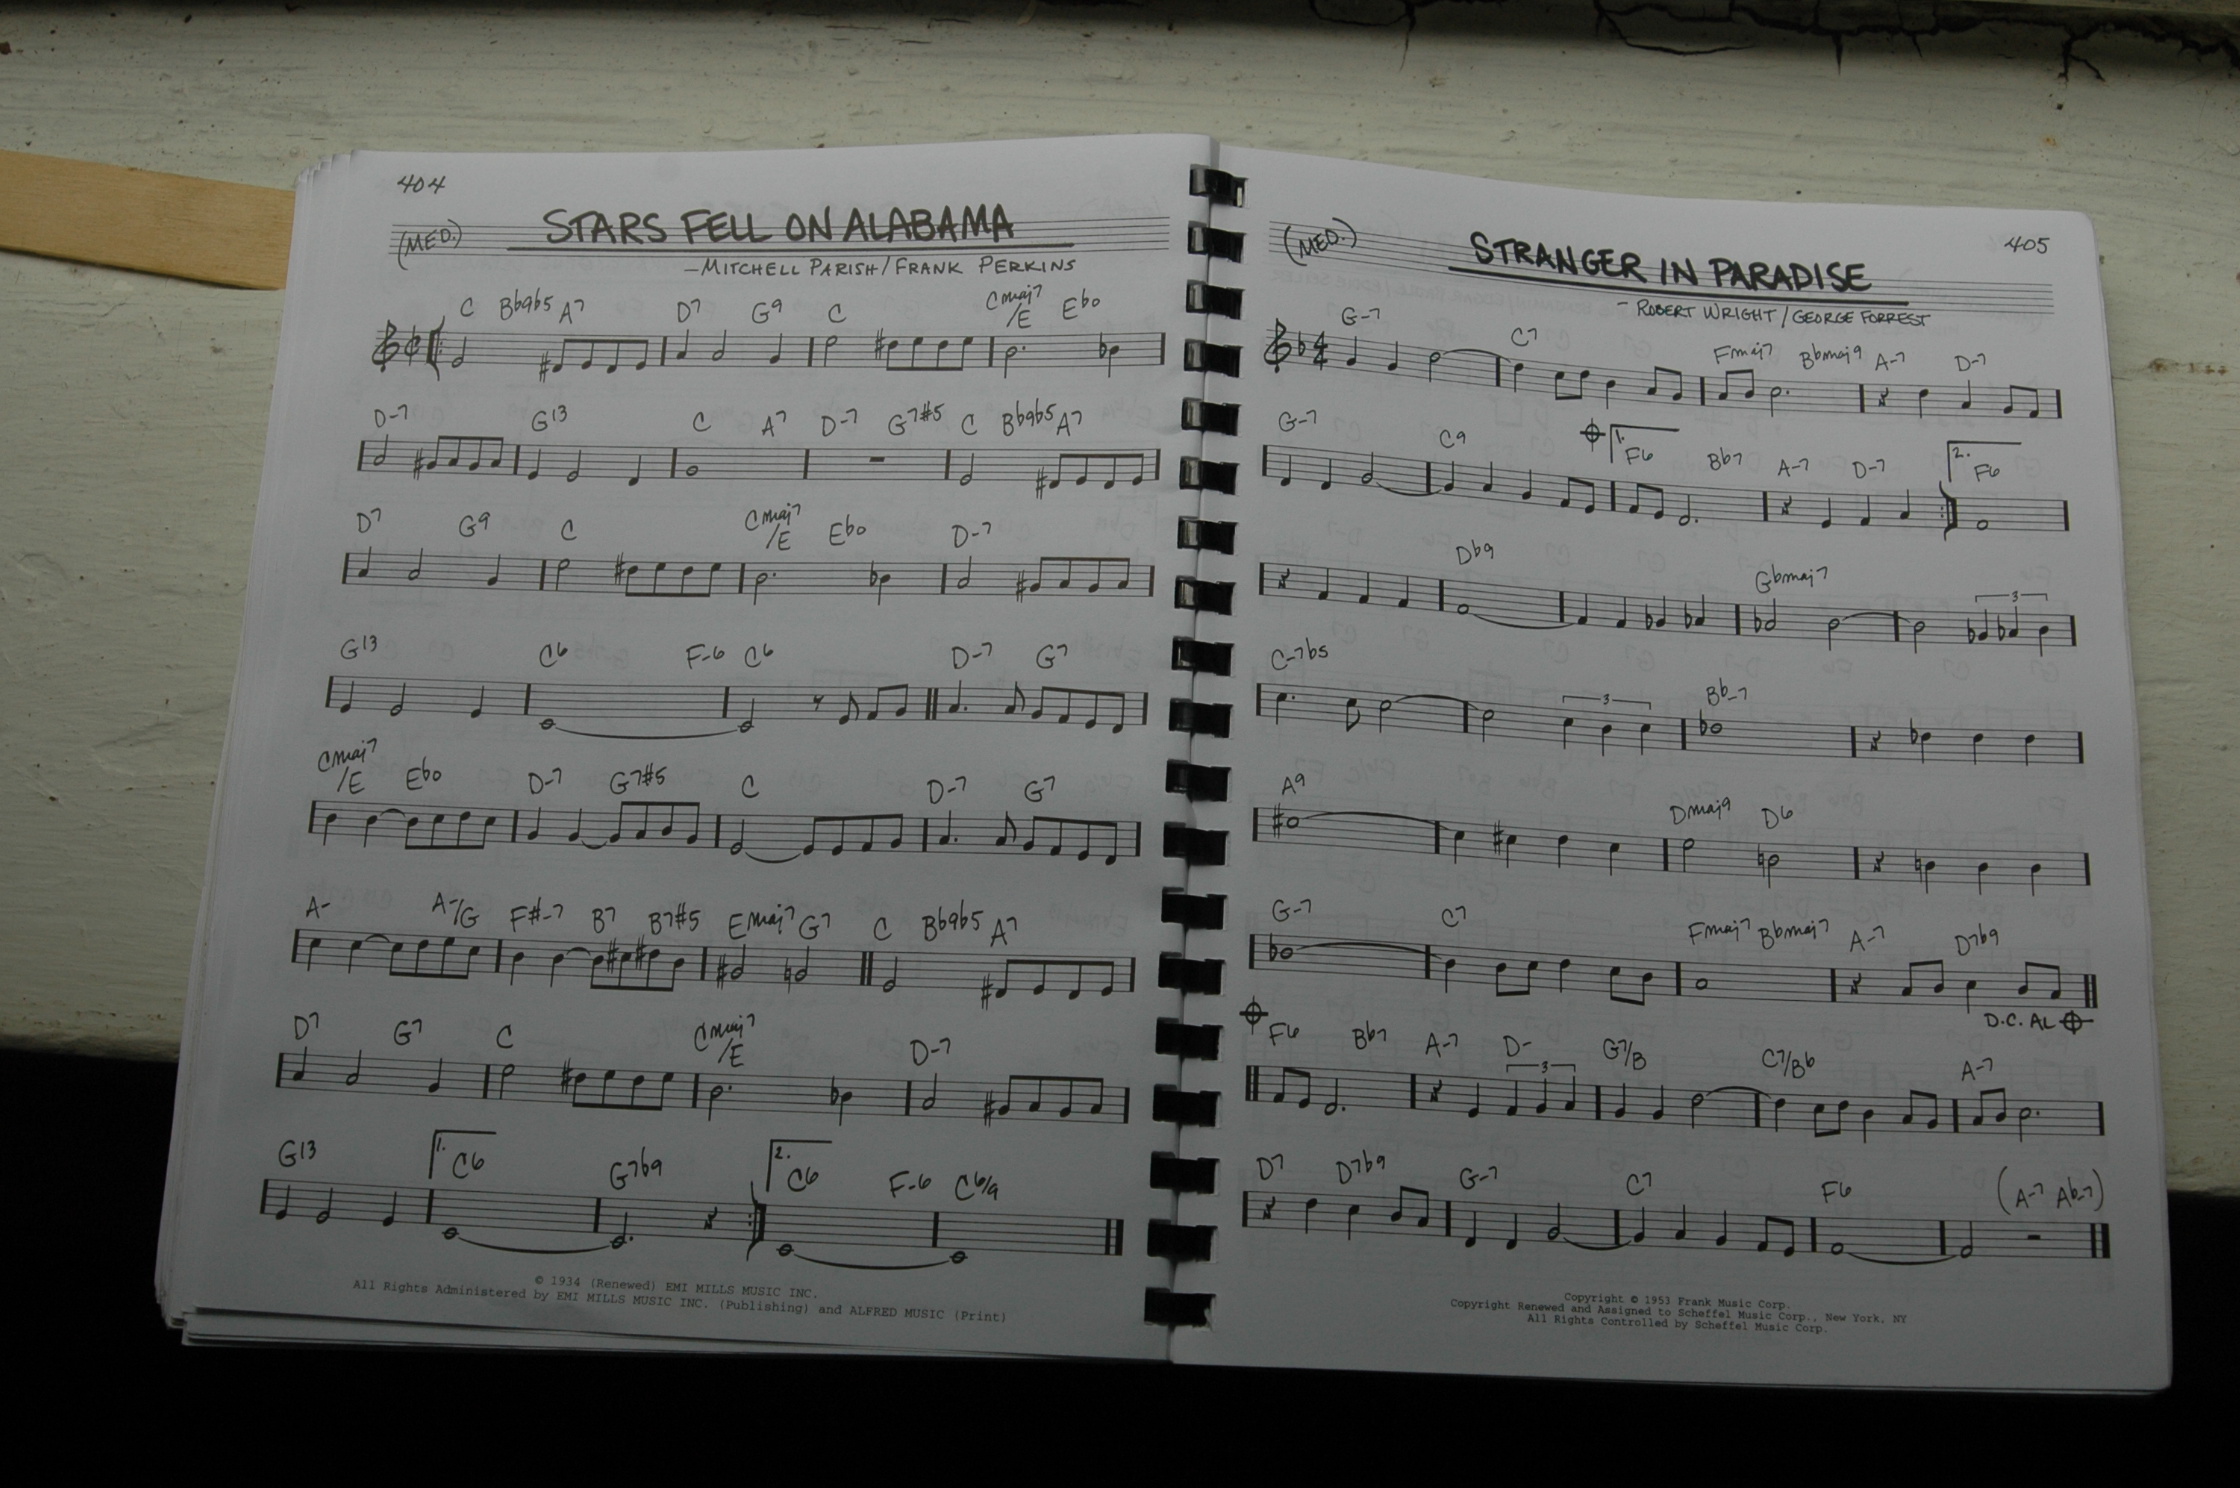 404
(MED.)
STARS FELL ON ALABAMA
—MITCHELL PARISH/FRANK PERKINS
C Bb9b5 A7 D7 G9 C Cmaj7/E Ebo
D-7 G13 C A7 D-7 G7#5 C Bb9b5 A7
D7 G9 C Cmaj7/E Ebo D-7
G13 C6 F-6 C6 D-7 G7
Cmaj7/E Ebo D-7 G7#5 C D-7 G7
A- A-/G F#-7 B7 B7#5 Emaj7 G7 C Bb9b5 A7
D7 G7 C Cmaj7/E D-7
G13 1. C6 G7b9 2. C6 F-6 C6/9
© 1934 (Renewed) EMI MILLS MUSIC INC.
All Rights Administered by EMI MILLS MUSIC INC. (Publishing) and ALFRED MUSIC (Print)
405
(MED.)
STRANGER IN PARADISE
- ROBERT WRIGHT/GEORGE FORREST
G-7 C7 Fmaj7 Bbmaj9 A-7 D-7
4
4
G-7 C9 1. F6 Bb7 A-7 D-7 2. F6
Db9 Gbmaj7
3
C-7b5 3 Bb-7
A9 Dmaj9 D6
G-7 C7 Fmaj7 Bbmaj7 A-7 D7b9
D.C. AL
F6 Bb7 A-7 D- G7/B C7/Bb A-7
3
D7 D7b9 G-7 C7 F6 (A-7 Ab-7)
Copyright © 1953 Frank Music Corp.
Copyright Renewed and Assigned to Scheffel Music Corp., New York, NY
All Rights Controlled by Scheffel Music Corp.